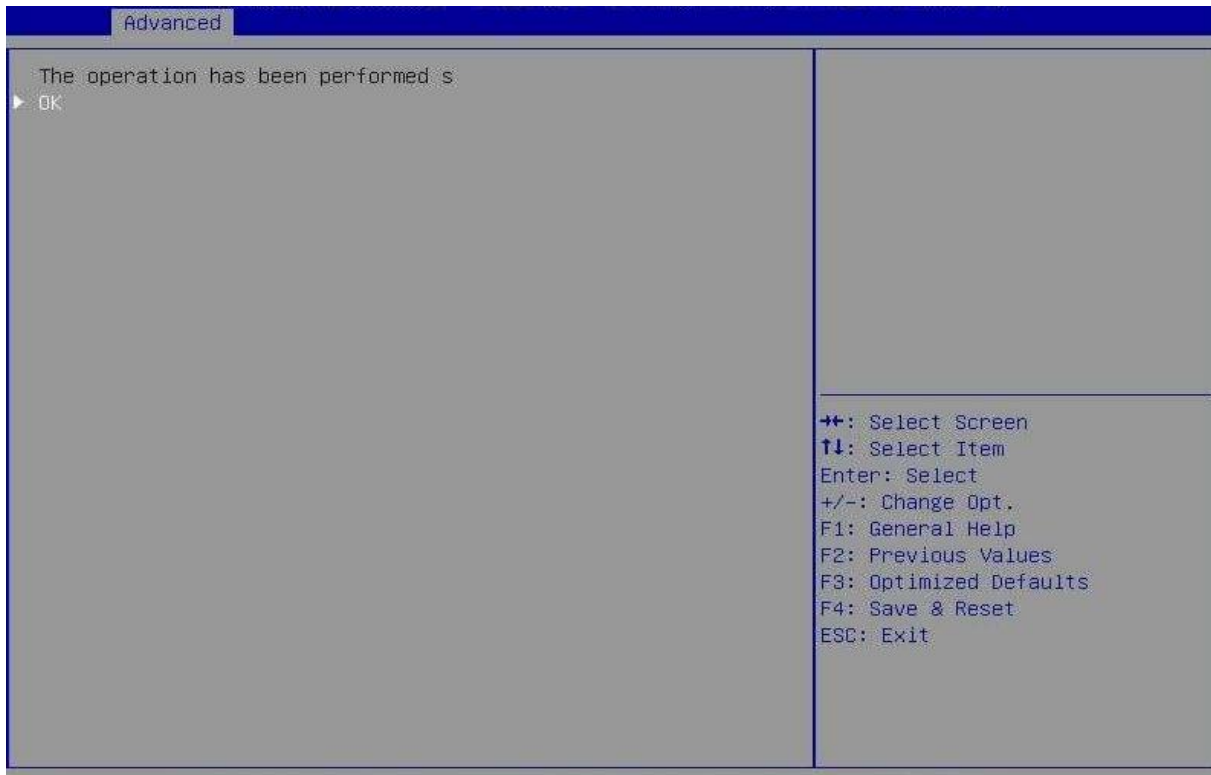 Advanced
The operation has been performed s
OK
→←: Select Screen
↑↓: Select Item
Enter: Select
+/-: Change Opt.
F1: General Help
F2: Previous Values
F3: Optimized Defaults
F4: Save & Reset
ESC: Exit